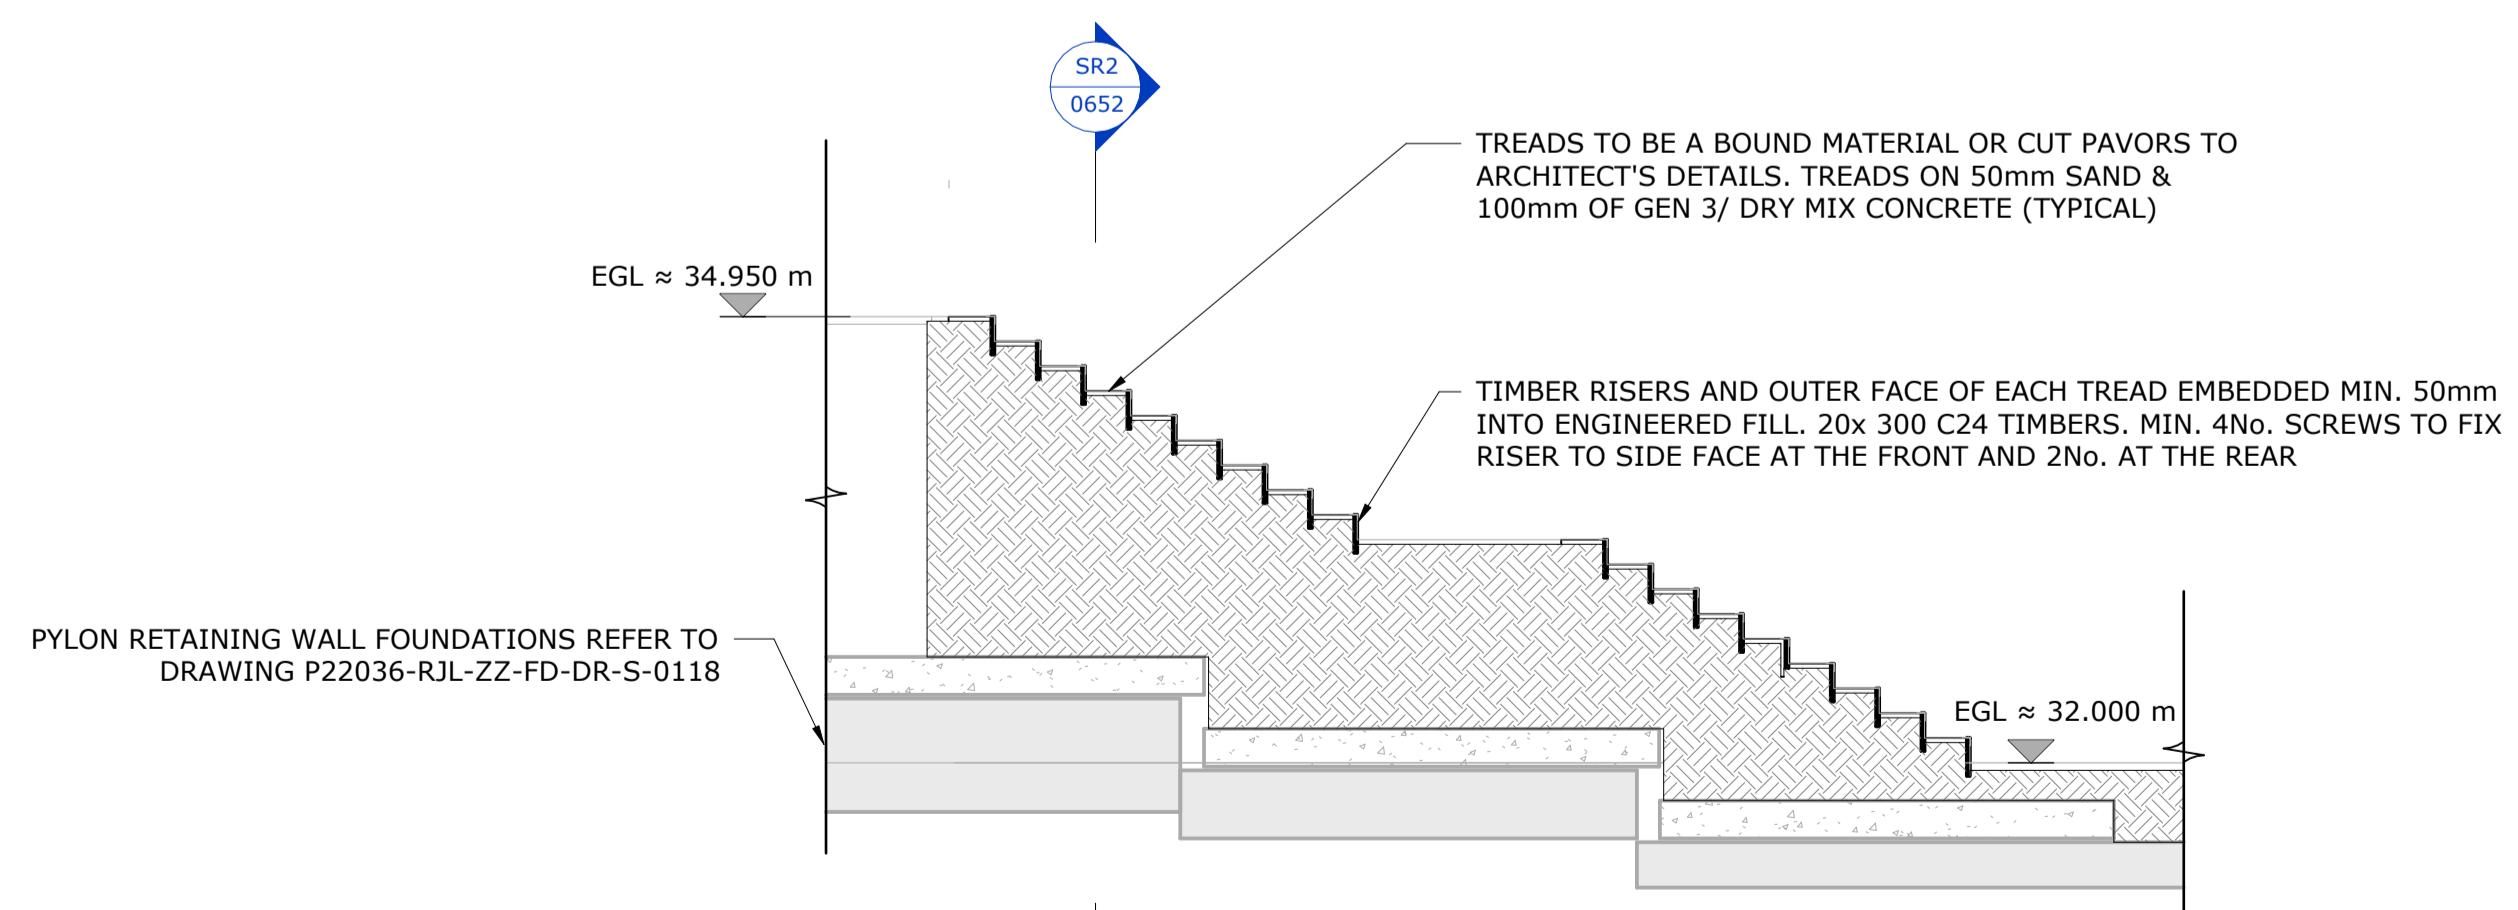 SR2
0652
TREADS TO BE A BOUND MATERIAL OR CUT PAVORS TO
ARCHITECT'S DETAILS. TREADS ON 50mm SAND &
100mm OF GEN 3/ DRY MIX CONCRETE (TYPICAL)
EGL ≈ 34.950 m
TIMBER RISERS AND OUTER FACE OF EACH TREAD EMBEDDED MIN. 50mm
INTO ENGINEERED FILL. 20x 300 C24 TIMBERS. MIN. 4No. SCREWS TO FIX
RISER TO SIDE FACE AT THE FRONT AND 2No. AT THE REAR
PYLON RETAINING WALL FOUNDATIONS REFER TO
DRAWING P22036-RJL-ZZ-FD-DR-S-0118
EGL ≈ 32.000 m